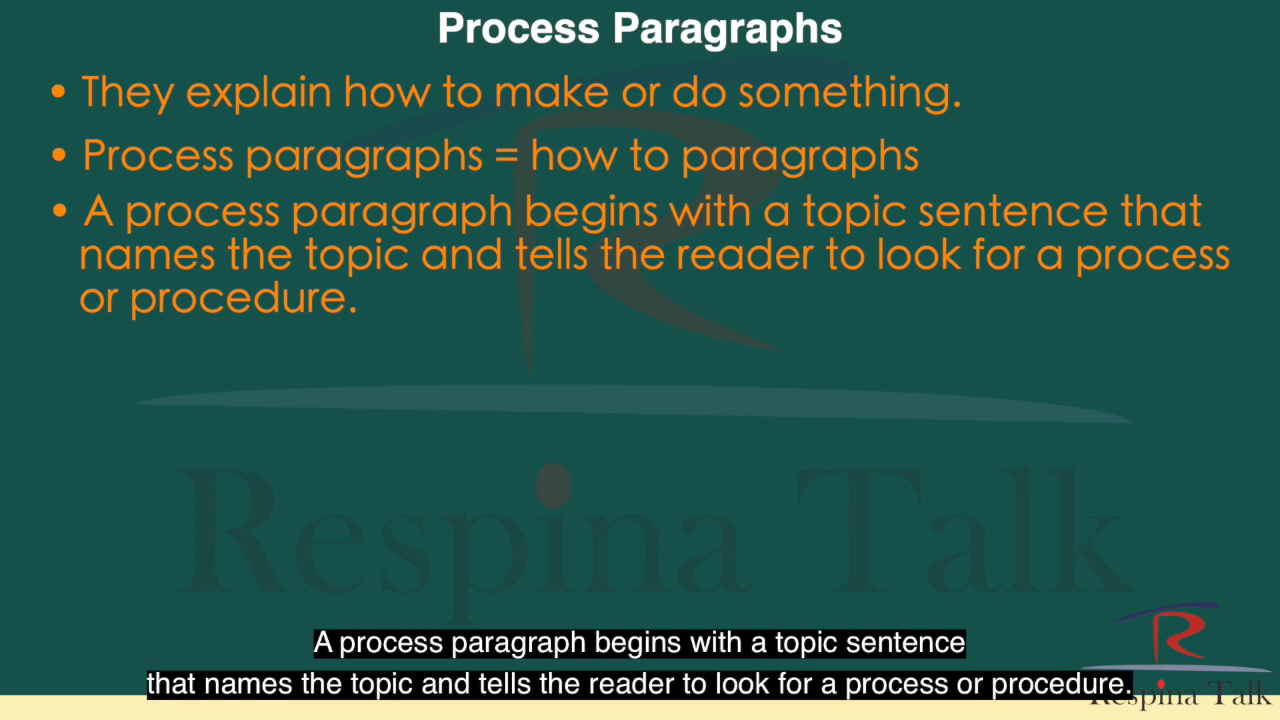 Process Paragraphs
• They explain how to make or do something.
• Process paragraphs = how to paragraphs
• A process paragraph begins with a topic sentence that
names the topic and tells the reader to look for a process
or procedure.
Respina Talk
A process paragraph begins with a topic sentence
that names the topic and tells the reader to look for a process or procedure.
Respina Talk